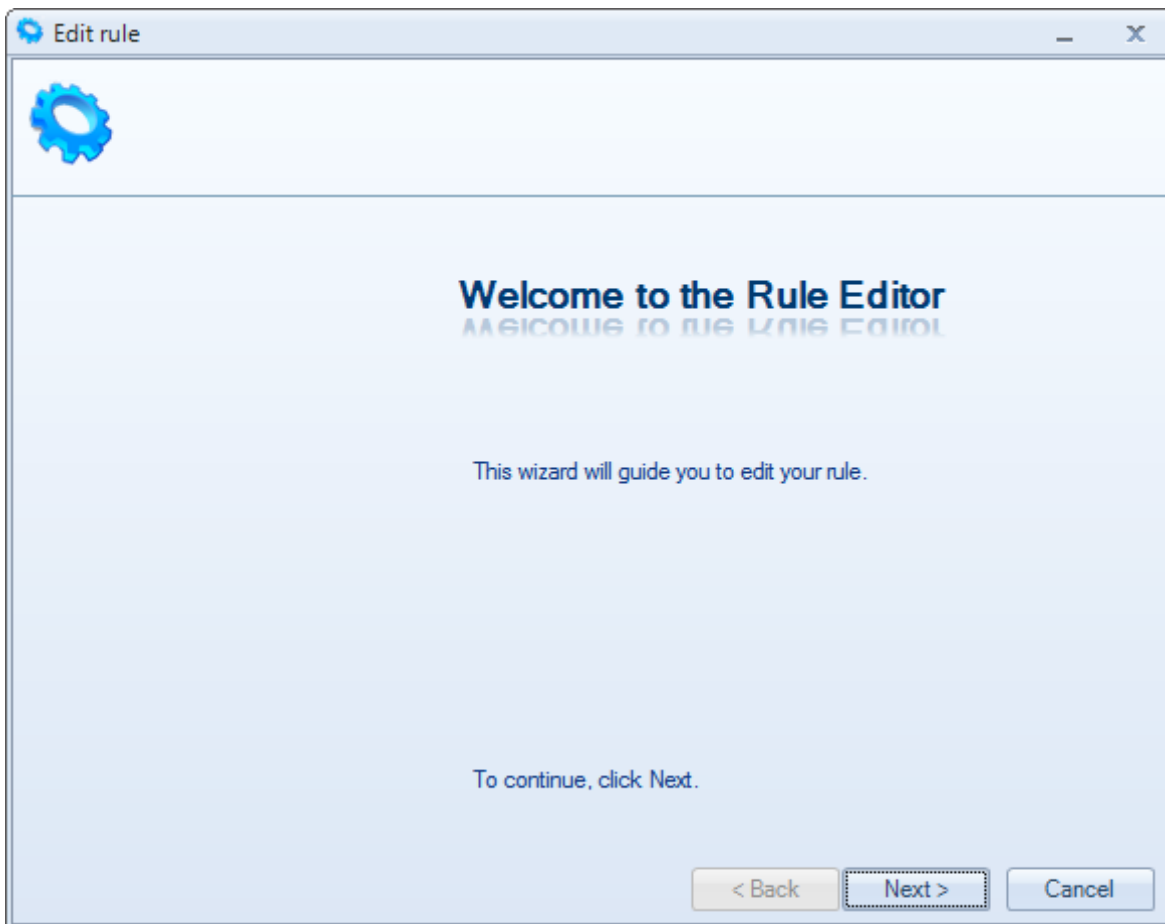 Edit rule
Welcome to the Rule Editor
This wizard will guide you to edit your rule.
To continue, click Next.
< Back Next > Cancel